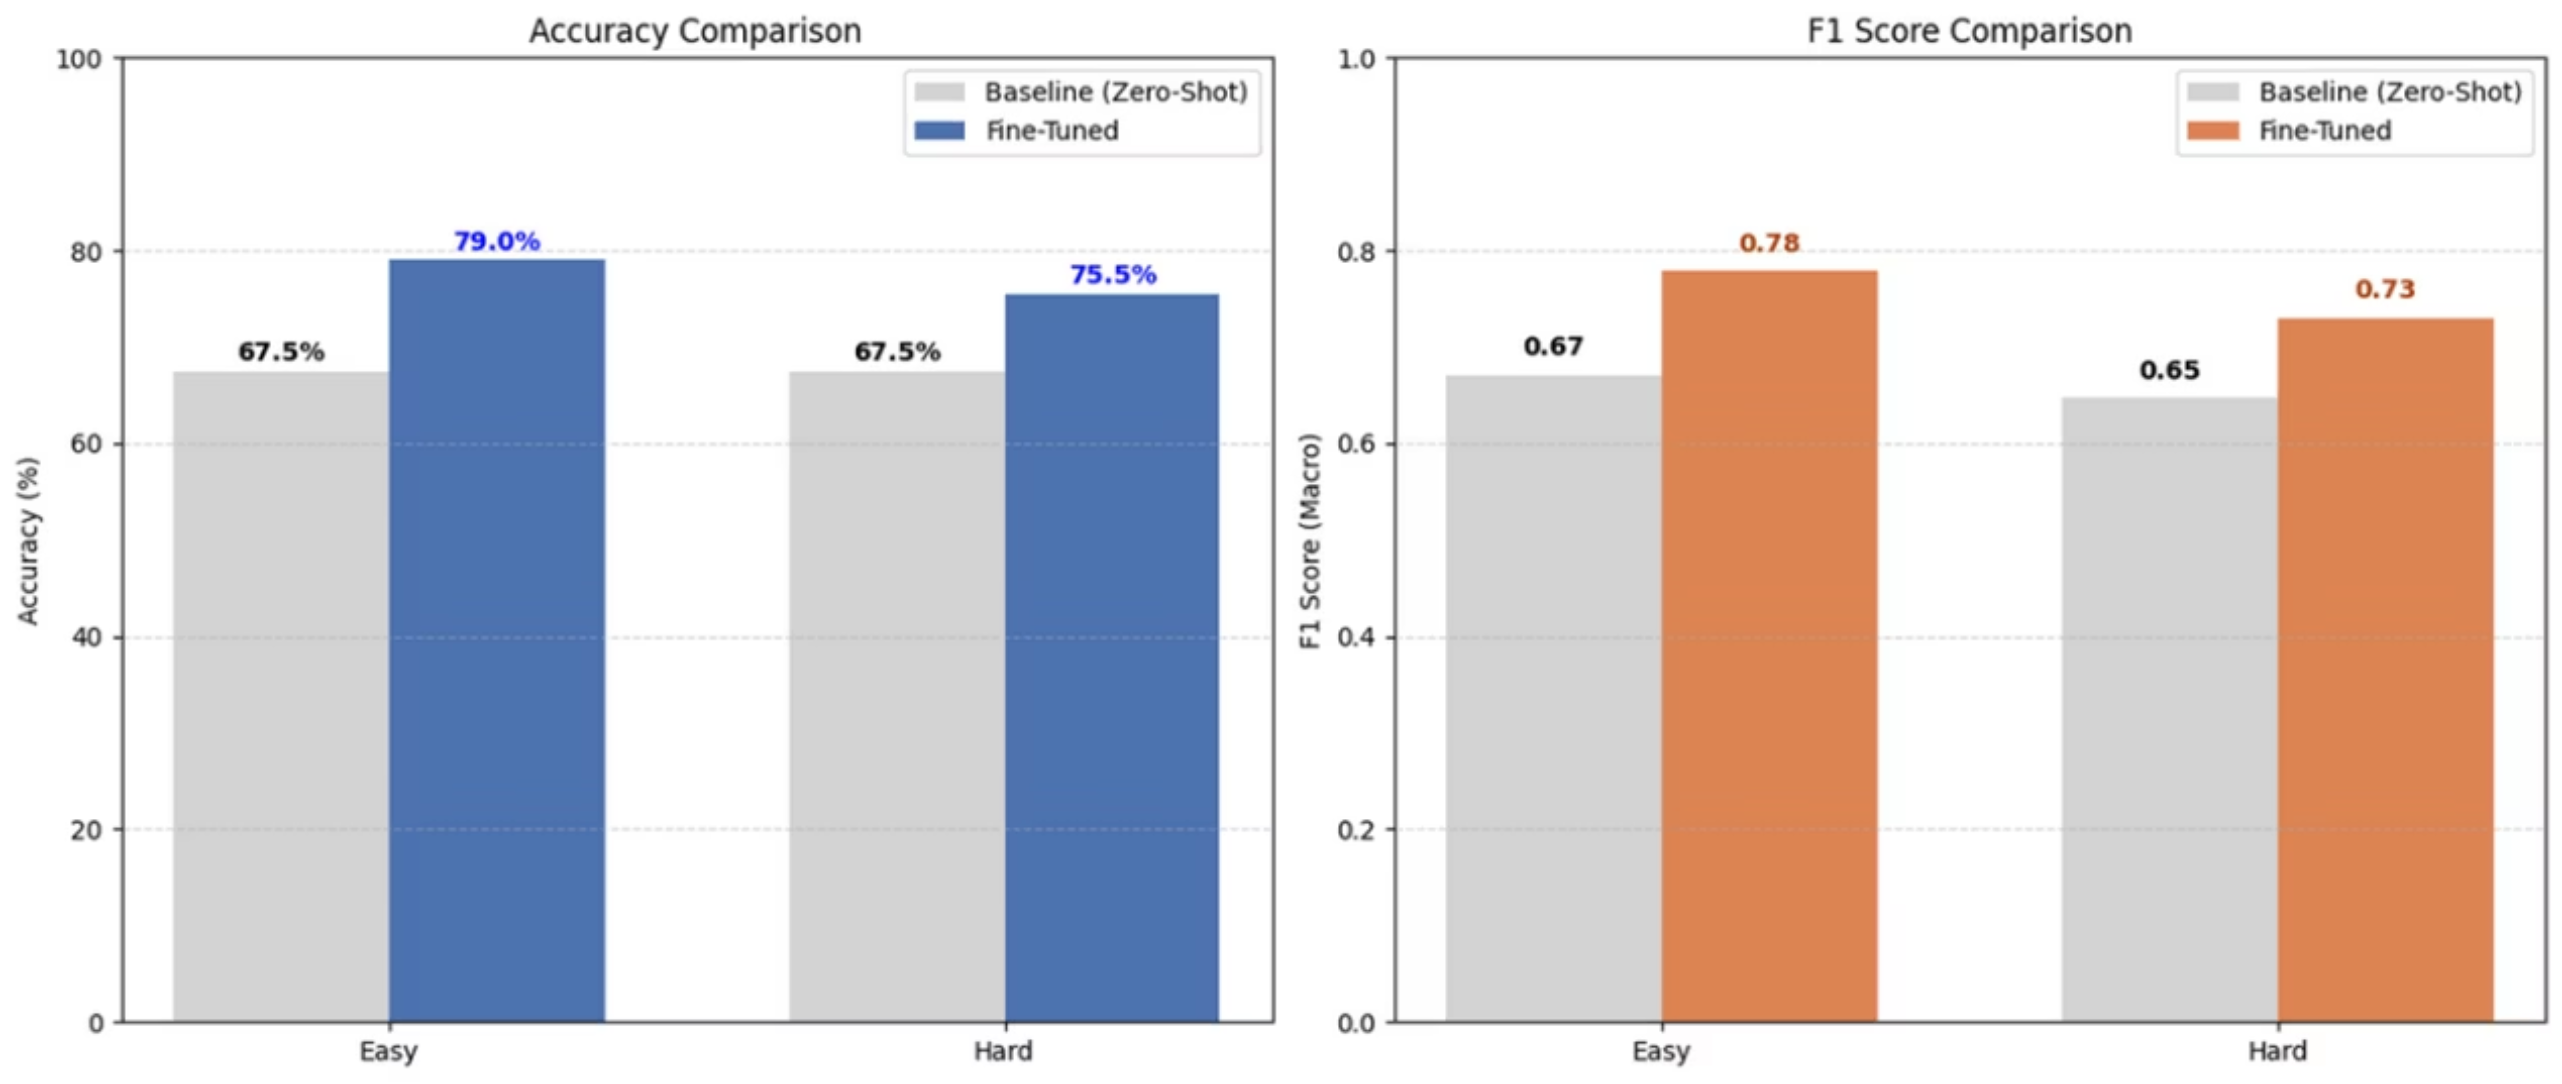 Accuracy Comparison
100
80
60
40
20
0
Accuracy (%)
Baseline (Zero-Shot)
Fine-Tuned
67.5%
79.0%
67.5%
75.5%
Easy
Hard
F1 Score Comparison
1.0
0.8
0.6
0.4
0.2
0.0
F1 Score (Macro)
Baseline (Zero-Shot)
Fine-Tuned
0.67
0.78
0.65
0.73
Easy
Hard